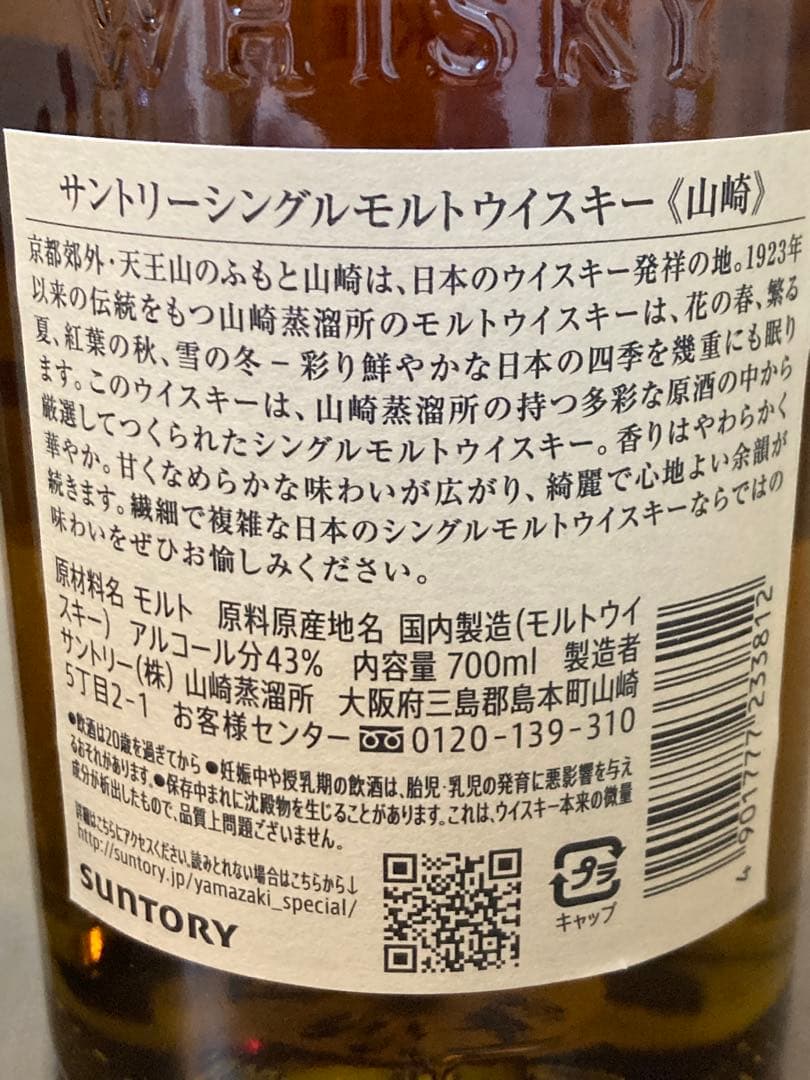 WHISKY
サントリーシングルモルトウイスキー《山崎》
京都郊外・天王山のふもと山崎は、日本のウイスキー発祥の地。1923年
以来の伝統をもつ山崎蒸溜所のモルトウイスキーは、花の春、繁る
夏、紅葉の秋、雪の冬－彩り鮮やかな日本の四季を幾重にも眠り
ます。このウイスキーは、山崎蒸溜所の持つ多彩な原酒の中から
厳選してつくられたシングルモルトウイスキー。香りはやわらかく
華やか。甘くなめらかな味わいが広がり、綺麗で心地よい余韻が
続きます。繊細で複雑な日本のシングルモルトウイスキーならではの
味わいをぜひお愉しみください。
原材料名 モルト 原料原産地名 国内製造(モルトウイ
スキー) アルコール分43% 内容量 700ml 製造者
サントリー(株) 山崎蒸溜所 大阪府三島郡島本町山崎
5丁目2-1 お客様センター 0120-139-310
●飲酒は20歳を過ぎてから ●妊娠中や授乳期の飲酒は、胎児・乳児の発育に悪影響を与え
るおそれがあります。●保存中まれに沈殿物を生じることがあります。これは、ウイスキー本来の微量
成分が析出したもので、品質上問題ございません。
詳細はこちらにアクセスください。読みとれない場合はこちらから↓
http://suntory.jp/yamazaki_special/
SUNTORY
プラ
キャップ
4 901777 233812